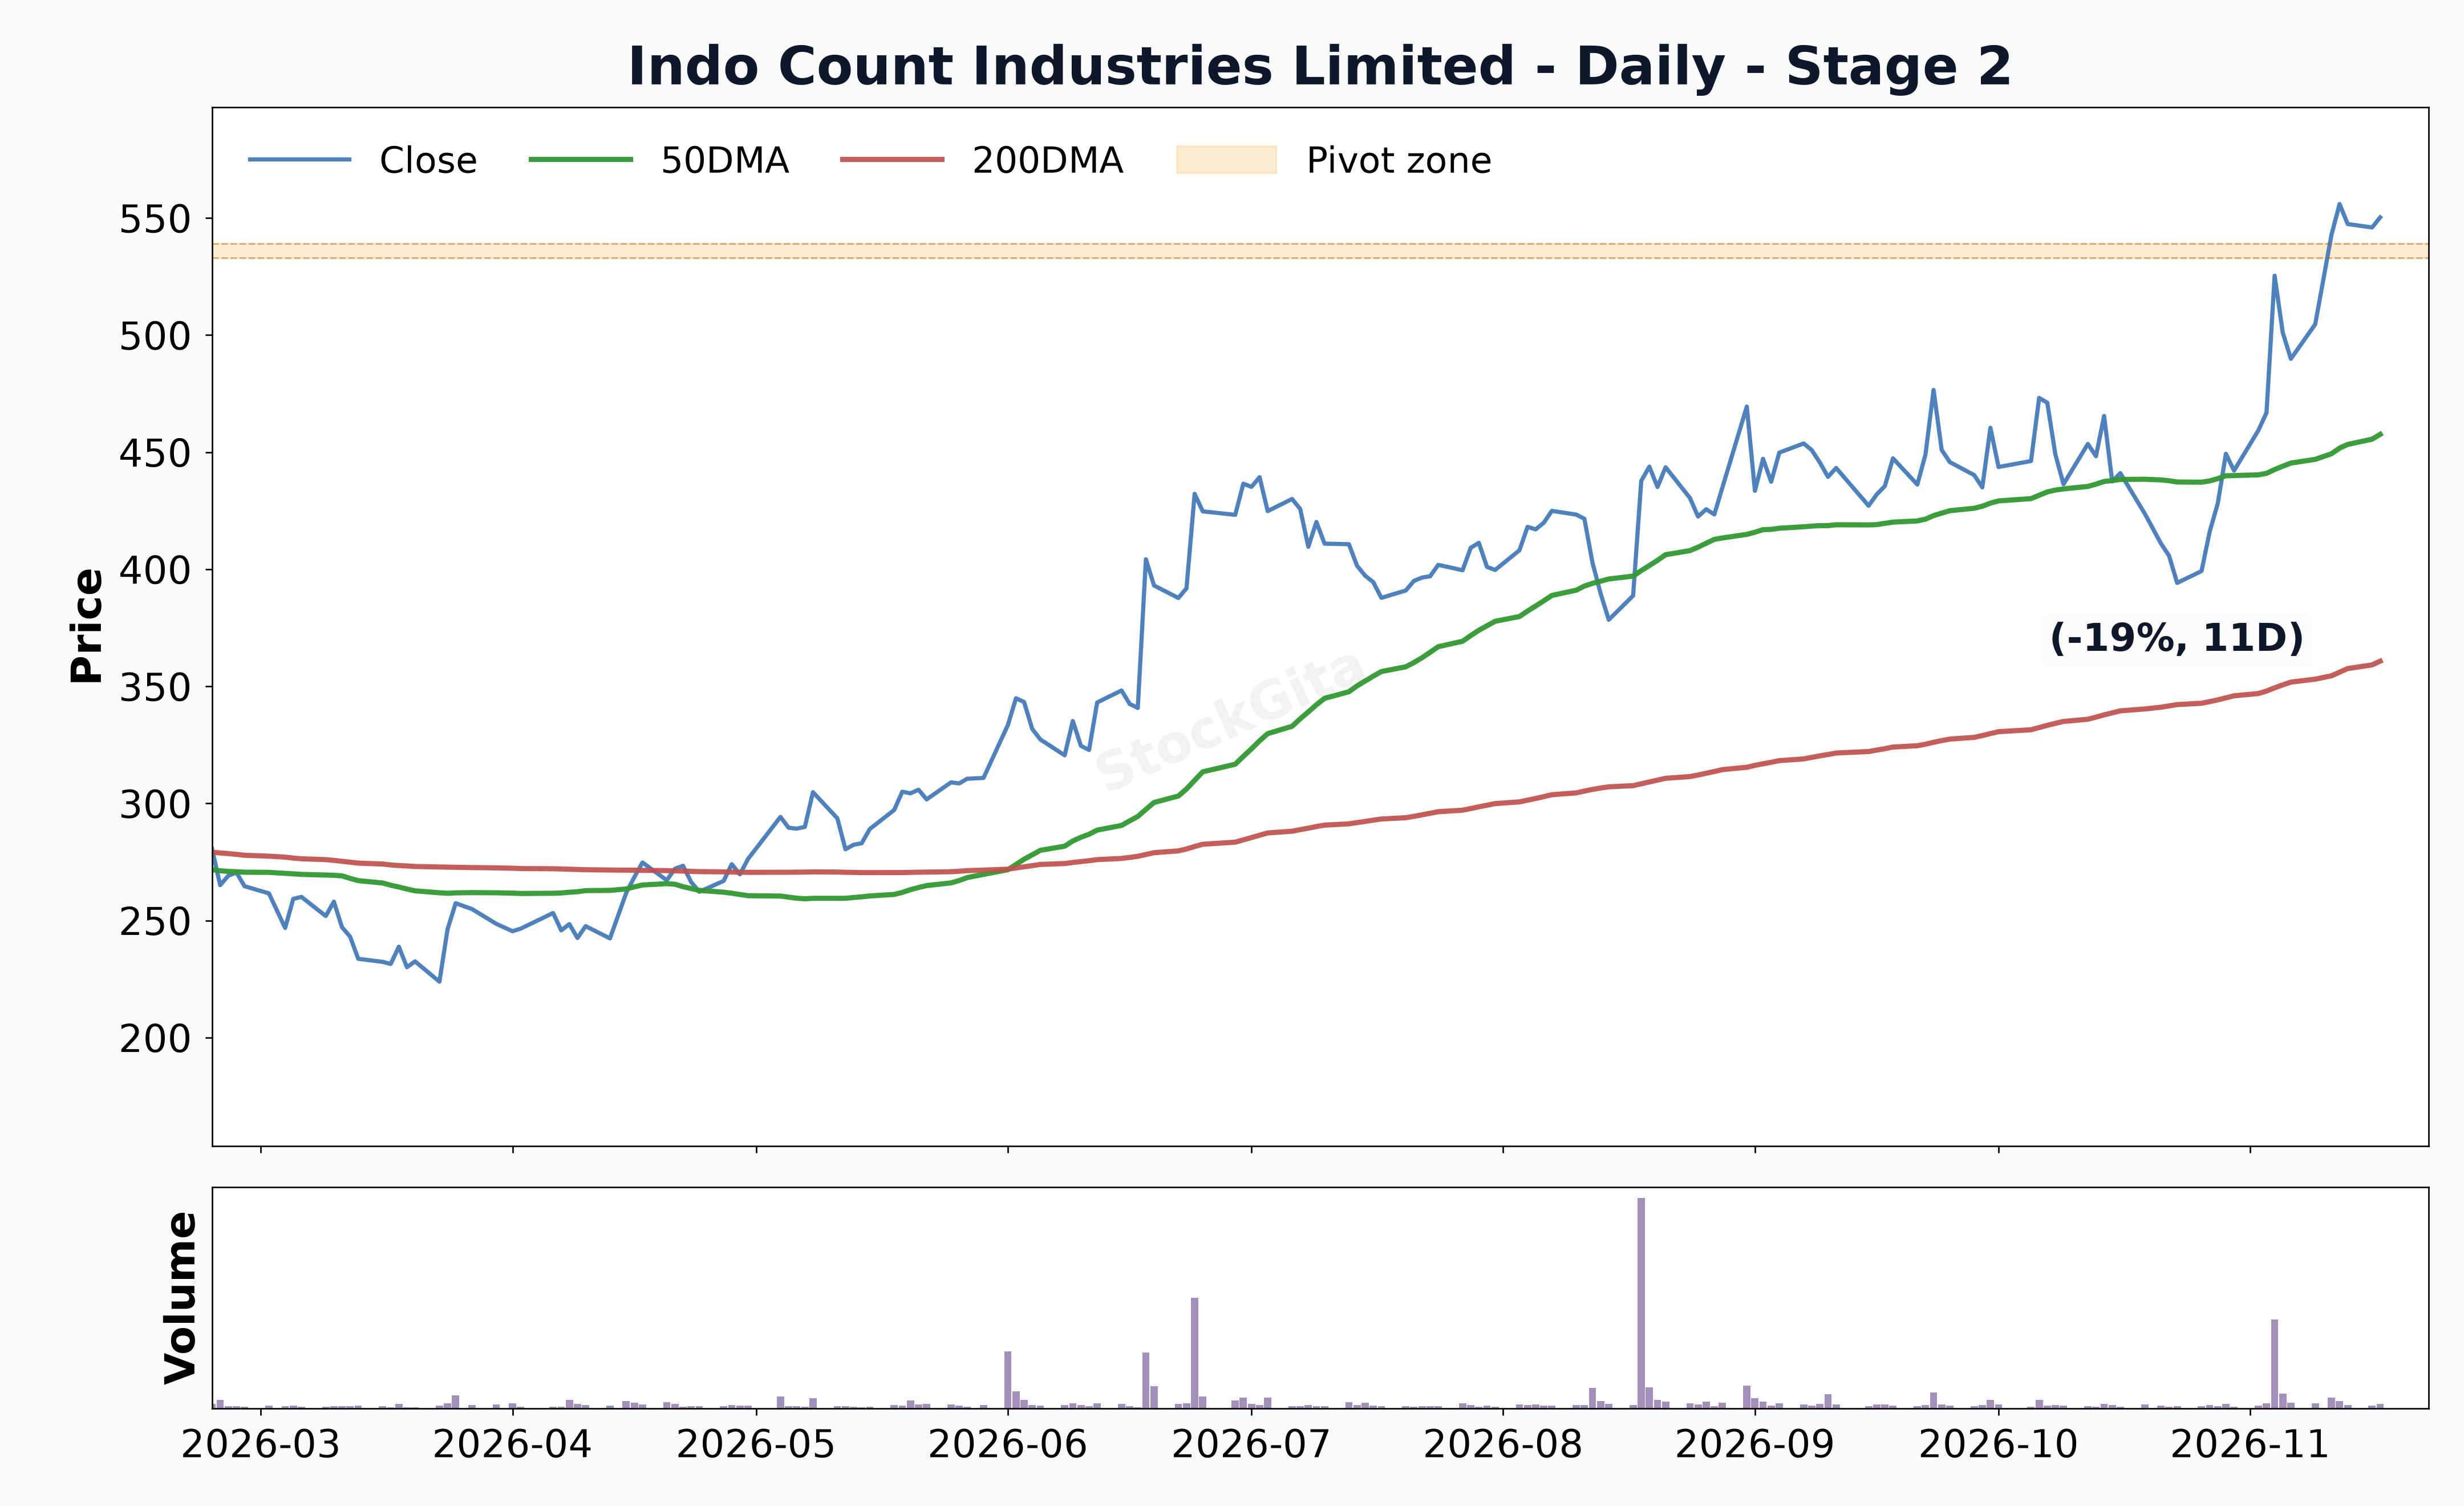 Indo Count Industries Limited - Daily - Stage 2
Close 50DMA 200DMA Pivot zone
550
500
450
400
350
300
250
200
Price
(-19%, 11D)
StockGita
Volume
2026-03 2026-04 2026-05 2026-06 2026-07 2026-08 2026-09 2026-10 2026-11